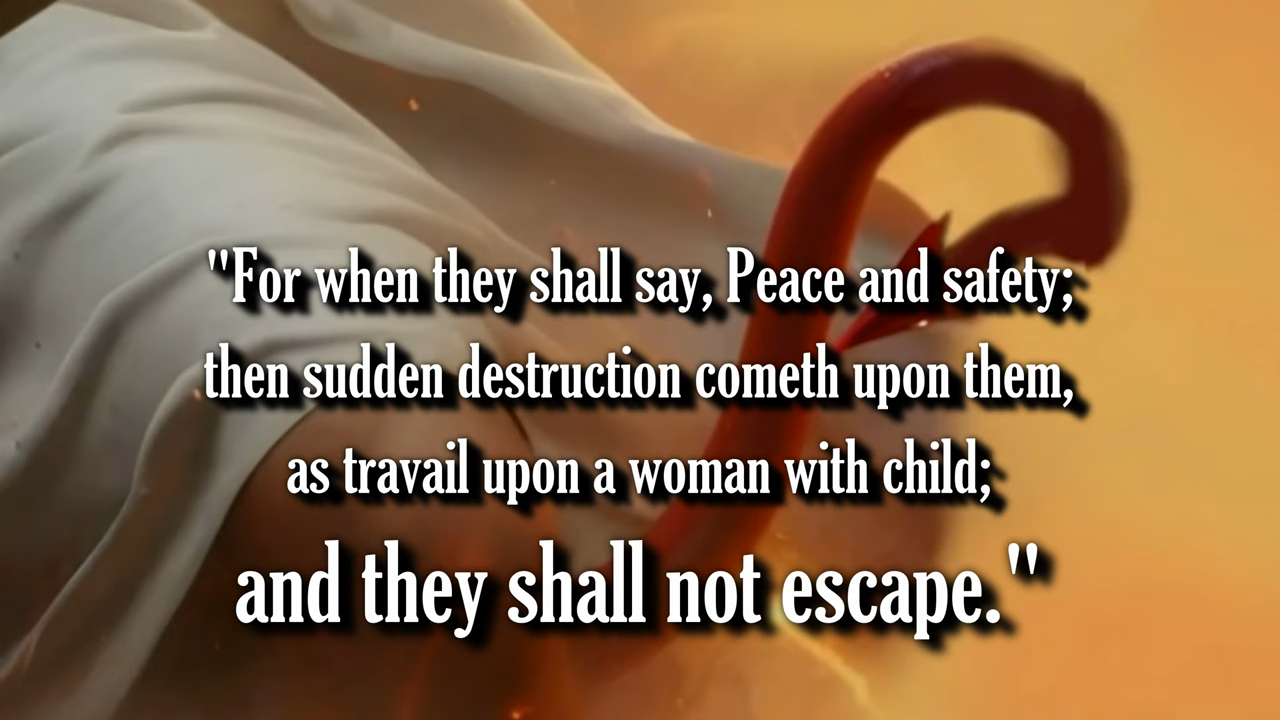 "For when they shall say, Peace and safety;
then sudden destruction cometh upon them,
as travail upon a woman with child;
and they shall not escape."